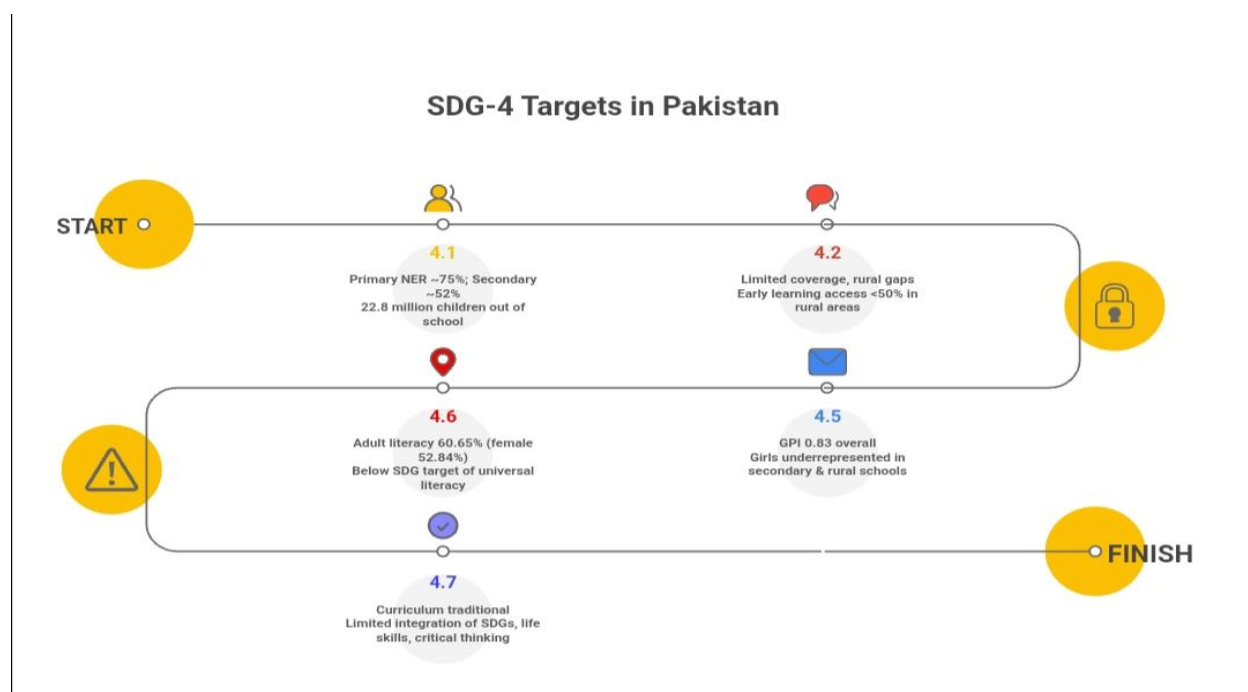 SDG-4 Targets in Pakistan
START
4.1
Primary NER ~75%; Secondary
~52%
22.8 million children out of
school
4.2
Limited coverage, rural gaps
Early learning access <50% in
rural areas
4.5
GPI 0.83 overall
Girls underrepresented in
secondary & rural schools
4.6
Adult literacy 60.65% (female
52.84%)
Below SDG target of universal
literacy
4.7
Curriculum traditional
Limited integration of SDGs, life
skills, critical thinking
FINISH